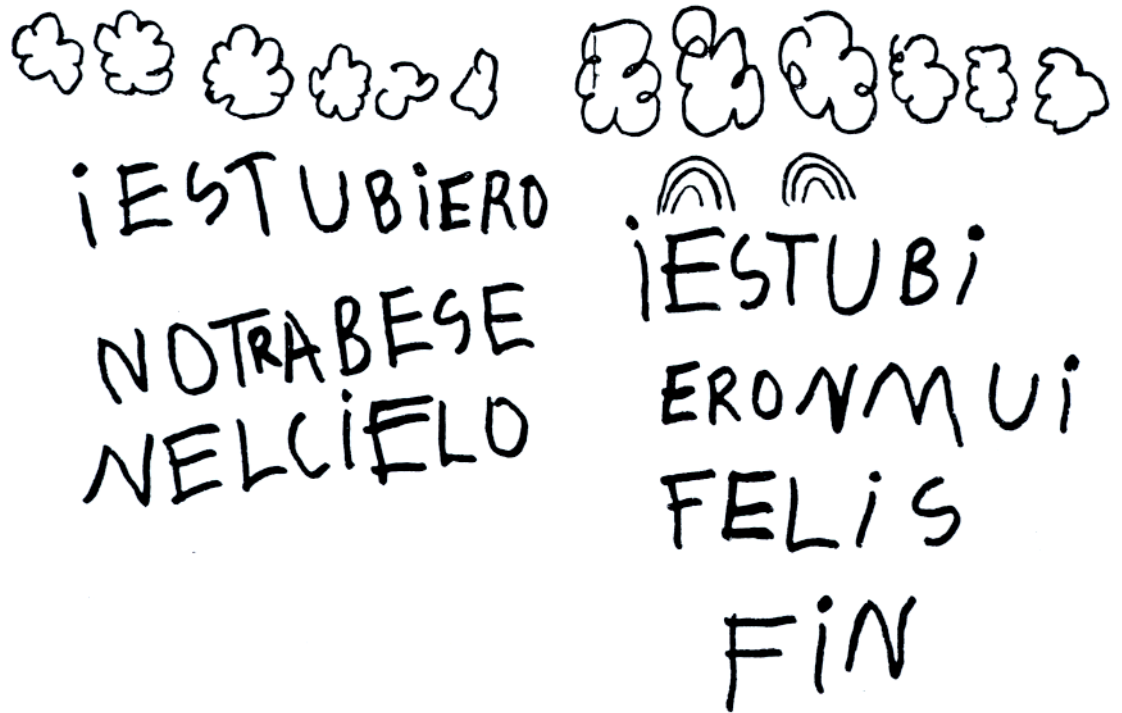 iESTUBiERO
NOTRABESE
NELCiELO
iESTUBi
ERONMUi
FELiS
FiN